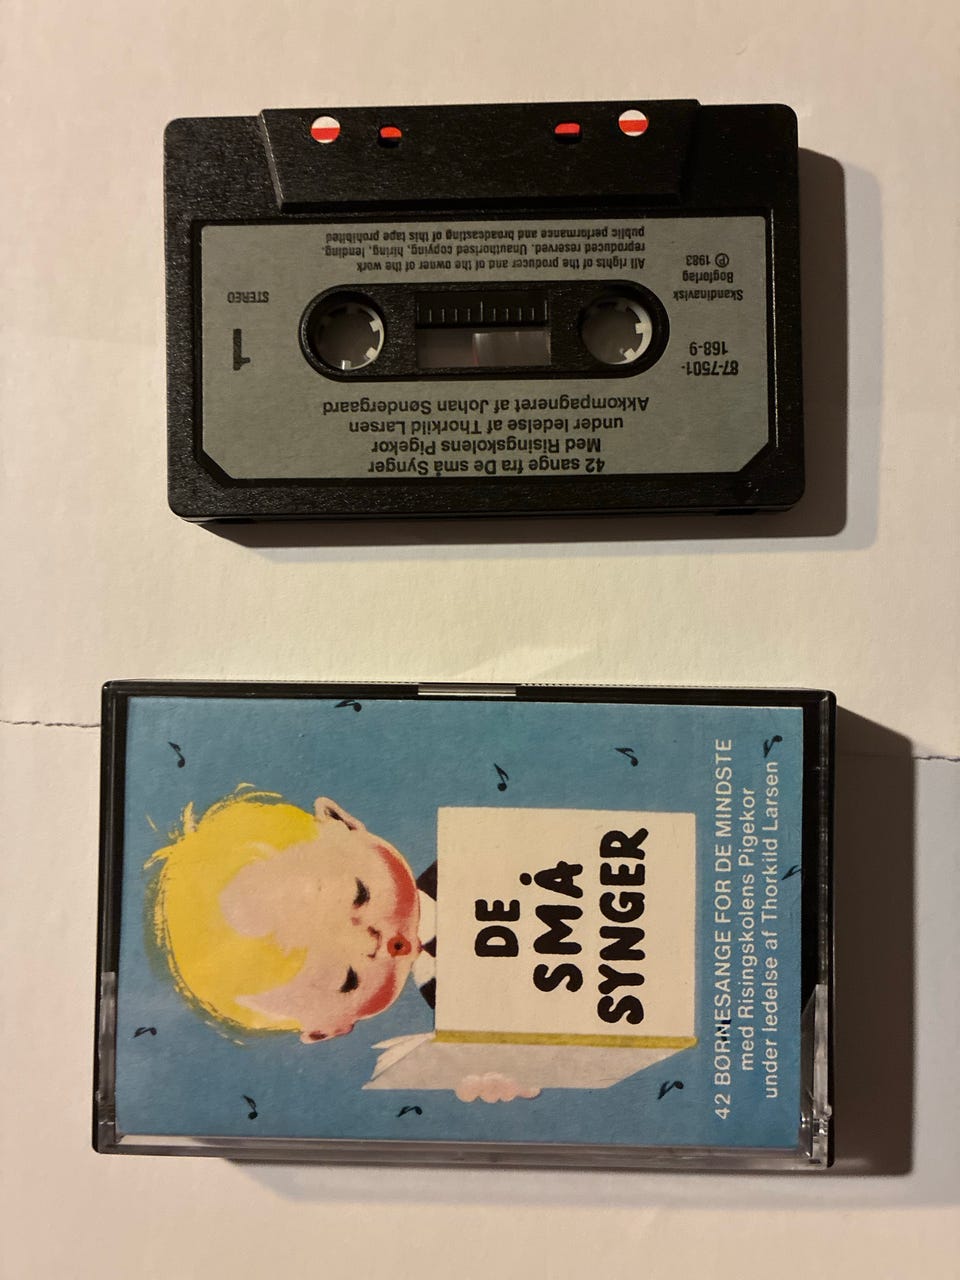 42 sange fra De små Synger
Med Risingskolens Pigekor
under ledelse af Thorkild Larsen
Akkompagneret af Johan Søndergaard
87-7501-
168-9
1
STEREO
Skandinavisk
Bogforlag
Ⓟ 1983
All rights of the producer and of the owner of the work
reproduced reserved. Unauthorised copying, hiring, lending,
public performance and broadcasting of this tape prohibited
DE
SMÅ
SYNGER
42 BØRNESANGE FOR DE MINDSTE
med Risingskolens Pigekor
under ledelse af Thorkild Larsen